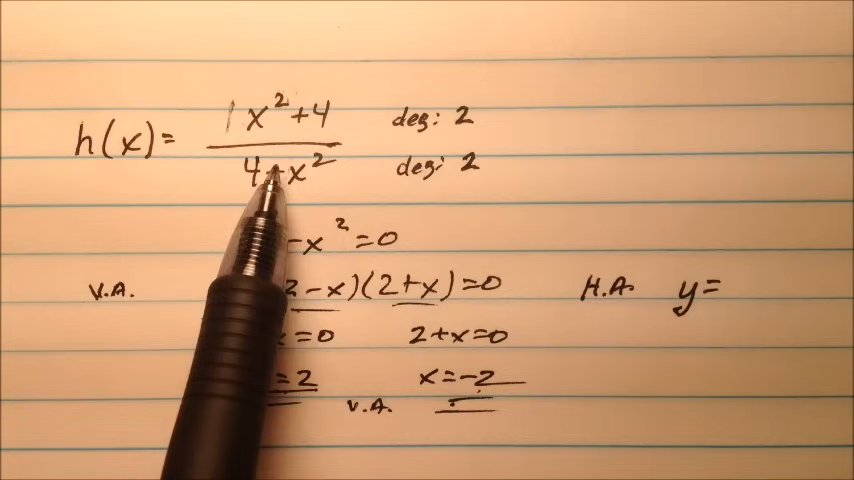 h(x) = 1x²+4 / 4-x²
deg: 2
deg: 2
-x²=0
V.A.
2-x)(2+x)=0
H.A. y=
=0
2+x=0
=2
x=-2
V.A.